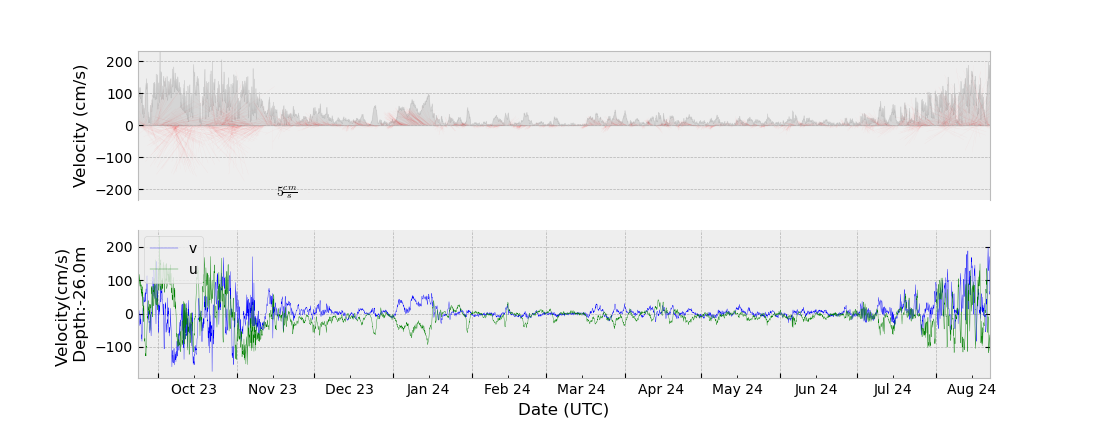 200
100
0
−100
−200
Velocity (cm/s)
5 cm/s
200
100
0
−100
Velocity(cm/s)
Depth:-26.0m
v
u
Oct 23 Nov 23 Dec 23 Jan 24 Feb 24 Mar 24 Apr 24 May 24 Jun 24 Jul 24 Aug 24
Date (UTC)